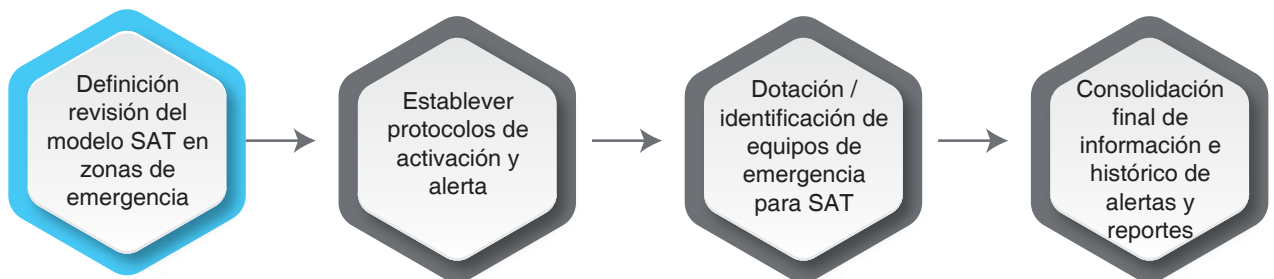 Definición
revisión del
modelo SAT en
zonas de
emergencia
Establever
protocolos de
activación y
alerta
Dotación /
identificación de
equipos de
emergencia
para SAT
Consolidación
final de
información e
histórico de
alertas y
reportes